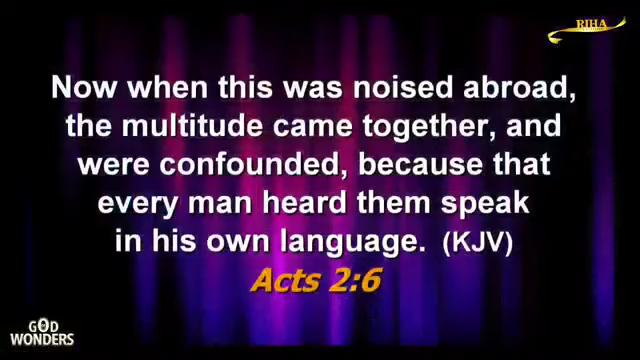 RIHA
Now when this was noised abroad,
the multitude came together, and
were confounded, because that
every man heard them speak
in his own language. (KJV)
Acts 2:6
GOD
WONDERS